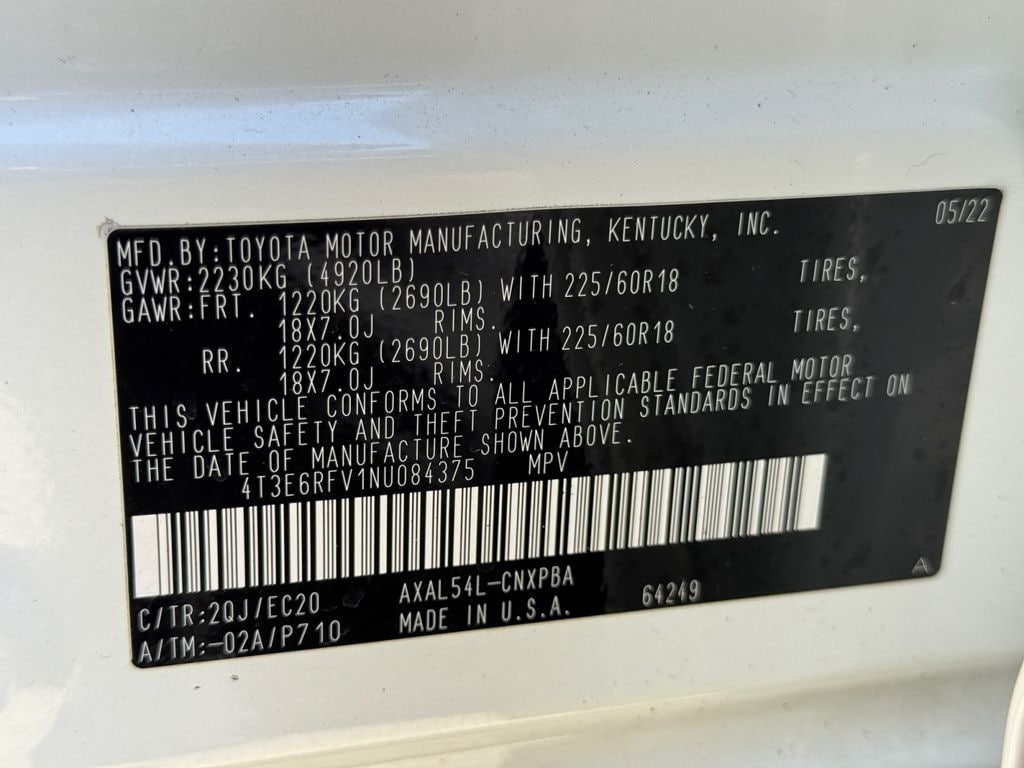 MFD.BY:TOYOTA MOTOR MANUFACTURING, KENTUCKY, INC. 05/22
GVWR:2230KG (4920LB)
GAWR:FRT. 1220KG (2690LB) WITH 225/60R18 TIRES,
18X7.0J RIMS.
RR. 1220KG (2690LB) WITH 225/60R18 TIRES,
18X7.0J RIMS.
THIS VEHICLE CONFORMS TO ALL APPLICABLE FEDERAL MOTOR
VEHICLE SAFETY AND THEFT PREVENTION STANDARDS IN EFFECT ON
THE DATE OF MANUFACTURE SHOWN ABOVE.
4T3E6RFV1NU084375 MPV
C/TR:2QJ/EC20 AXAL54L-CNXPBA 64249
A/TM:-02A/P710 MADE IN U.S.A.
A